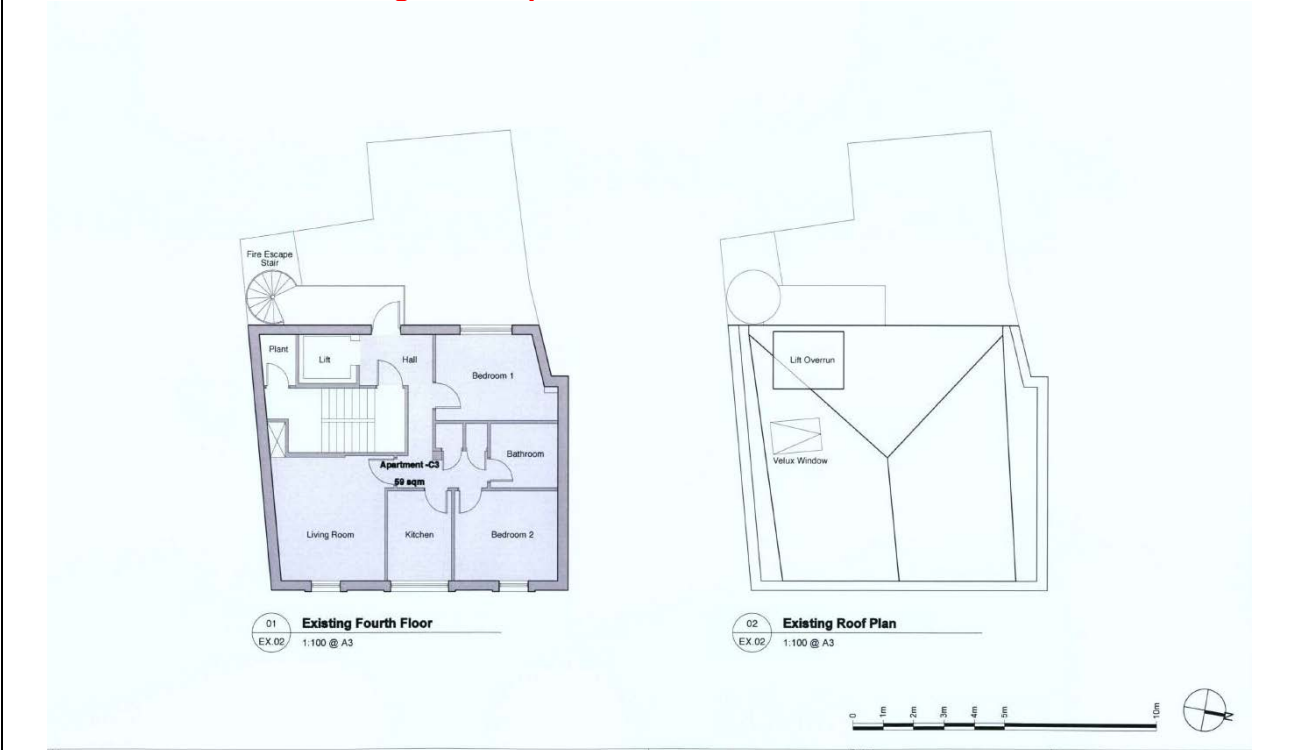 Fire Escape
Stair
Plant
Lift
Hall
Bedroom 1
Bathroom
Apartment -C3
59 sqm
Living Room
Kitchen
Bedroom 2
01
EX.02
Existing Fourth Floor
1:100 @ A3
Lift Overrun
Velux Window
02
EX.02
Existing Roof Plan
1:100 @ A3
0
1m
2m
3m
4m
5m
10m
N